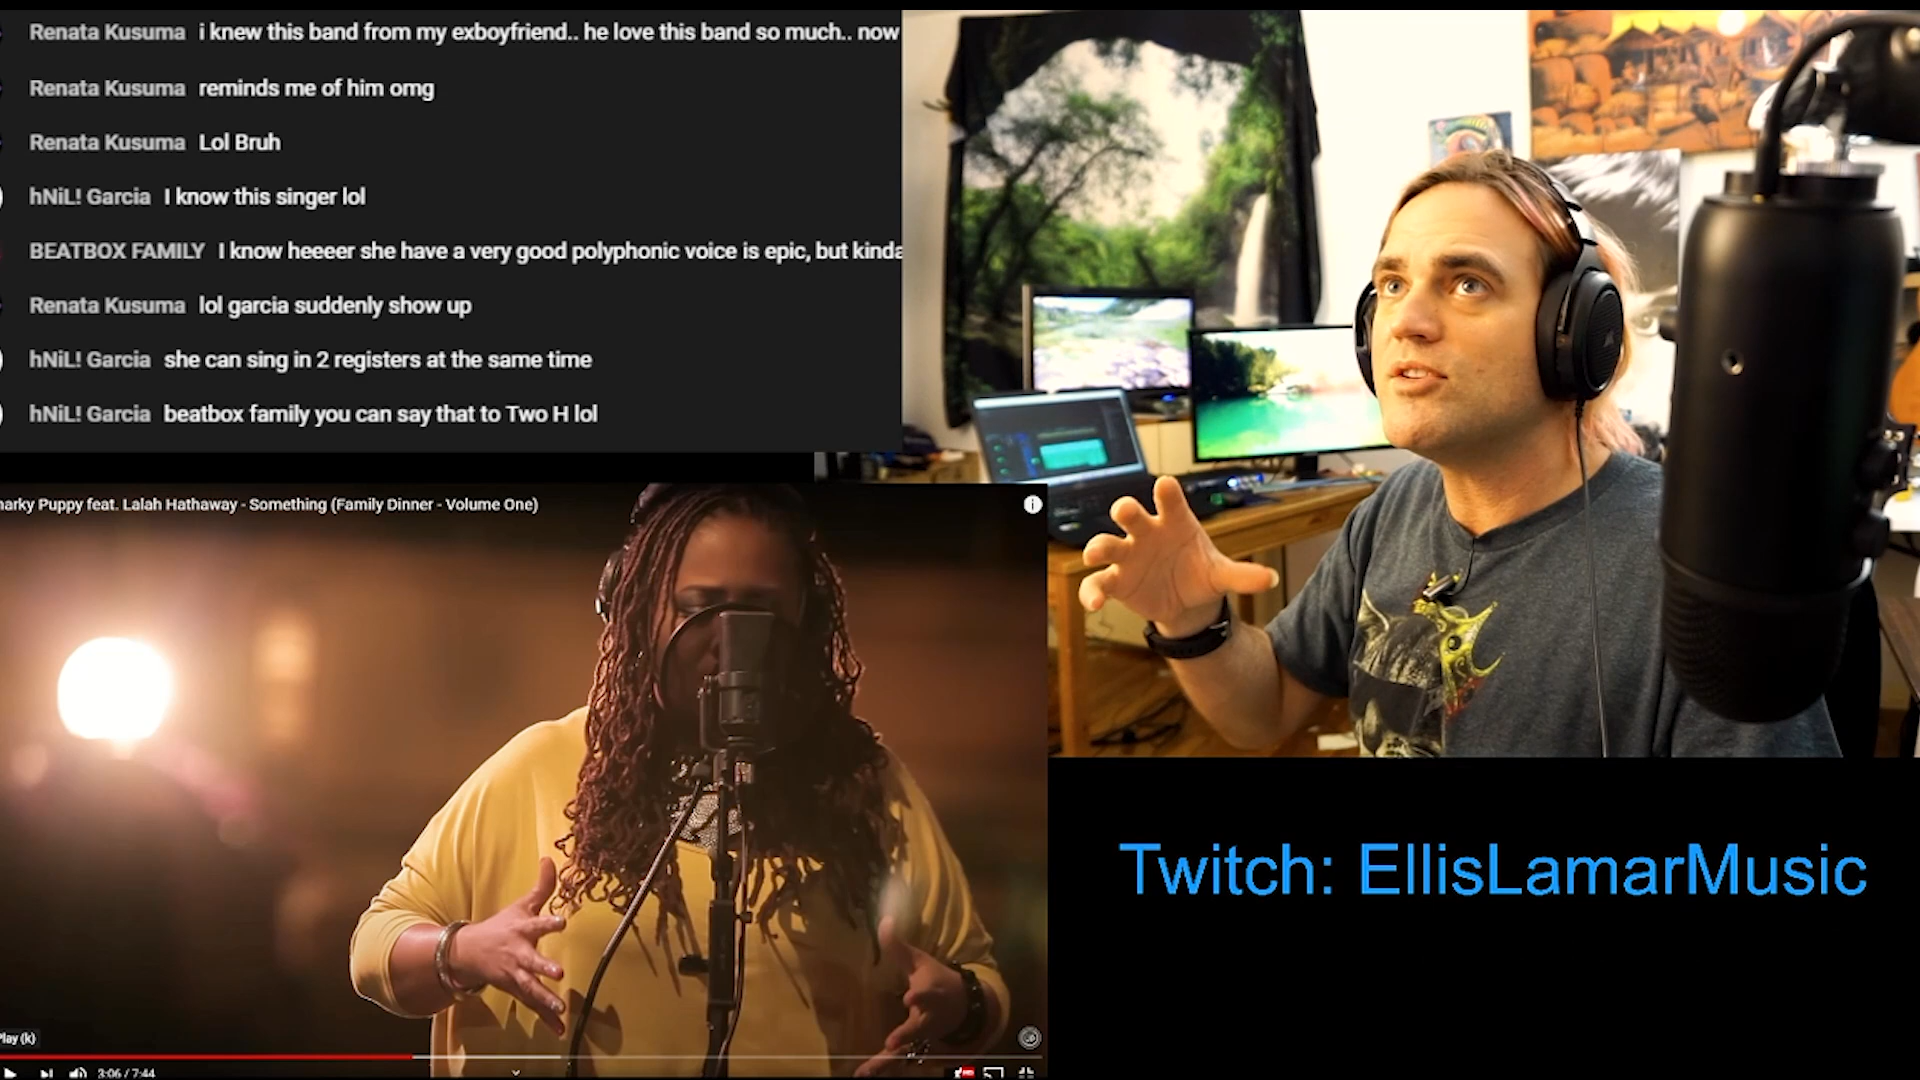 Renata Kusuma i knew this band from my exboyfriend.. he love this band so much.. now
Renata Kusuma reminds me of him omg
Renata Kusuma Lol Bruh
hNiL! Garcia I know this singer lol
BEATBOX FAMILY I know heeeer she have a very good polyphonic voice is epic, but kinda
Renata Kusuma lol garcia suddenly show up
hNiL! Garcia she can sing in 2 registers at the same time
hNiL! Garcia beatbox family you can say that to Two H lol
narky Puppy feat. Lalah Hathaway - Something (Family Dinner - Volume One)
Twitch: EllisLamarMusic
Play (k)
3:06 / 7:44